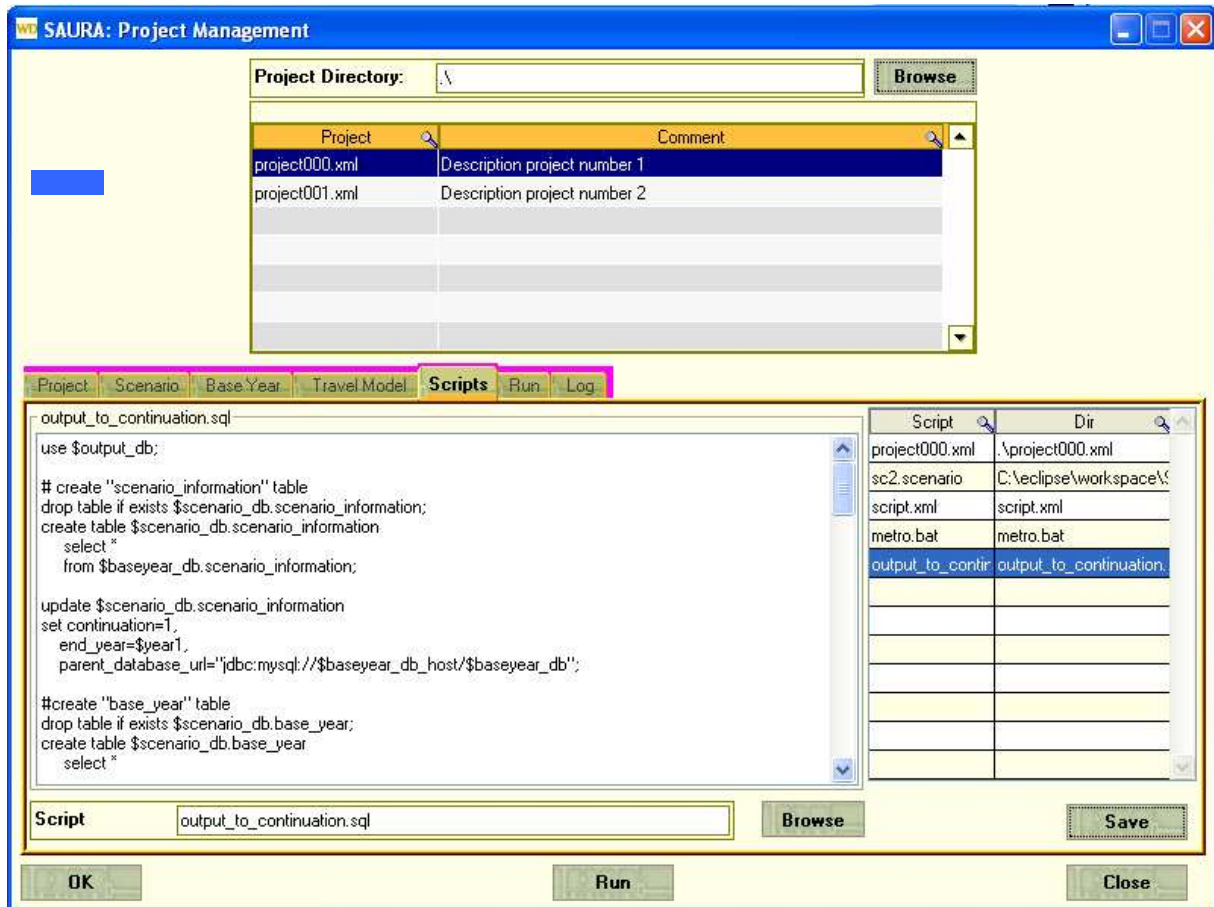 WD SAURA: Project Management
Project Directory: .\ Browse
Project Comment
project000.xml Description project number 1
project001.xml Description project number 2
Project Scenario Base Year Travel Model Scripts Run Log
output_to_continuation.sql
use $output_db;
# create "scenario_information" table
drop table if exists $scenario_db.scenario_information;
create table $scenario_db.scenario_information
select *
from $baseyear_db.scenario_information;
update $scenario_db.scenario_information
set continuation=1,
end_year=$year1,
parent_database_url="jdbc:mysql://$baseyear_db_host/$baseyear_db";
#create "base_year" table
drop table if exists $scenario_db.base_year;
create table $scenario_db.base_year
select *
Script Dir
project000.xml .\project000.xml
sc2.scenario C:\eclipse\workspace\S
script.xml script.xml
metro.bat metro.bat
output_to_contin output_to_continuation.
Script output_to_continuation.sql Browse Save
OK Run Close